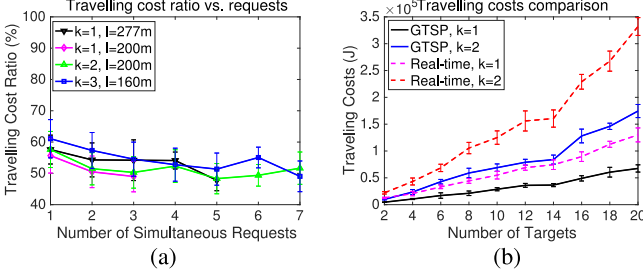 Travelling cost ratio vs. requests
Travelling Cost Ratio (%)
100
90
80
70
60
50
40
k=1, l=277m
k=1, l=200m
k=2, l=200m
k=3, l=160m
1 2 3 4 5 6 7
Number of Simultaneous Requests
(a)
Travelling costs comparison
Traveling Costs (J)
×10⁵
3.5
3
2.5
2
1.5
1
0.5
0
GTSP, k=1
GTSP, k=2
Real-time, k=1
Real-time, k=2
2 4 6 8 10 12 14 16 18 20
Number of Targets
(b)